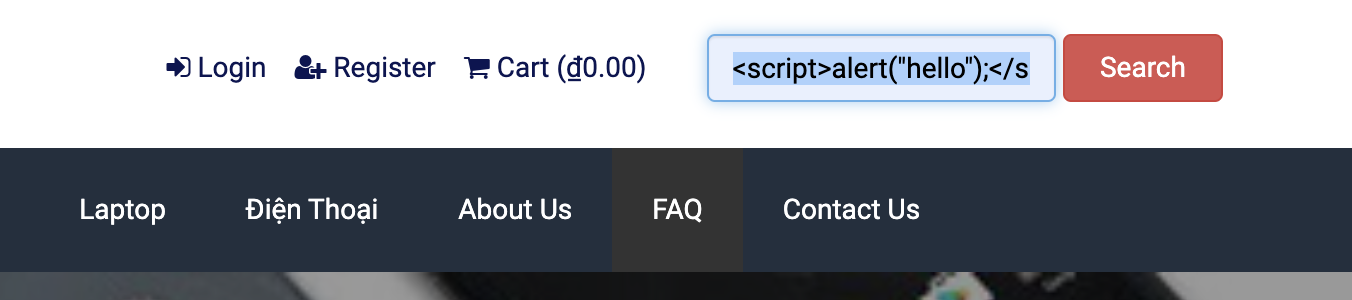 Login Register Cart (₫0.00) <script>alert("hello");</s Search
Laptop Điện Thoại About Us FAQ Contact Us